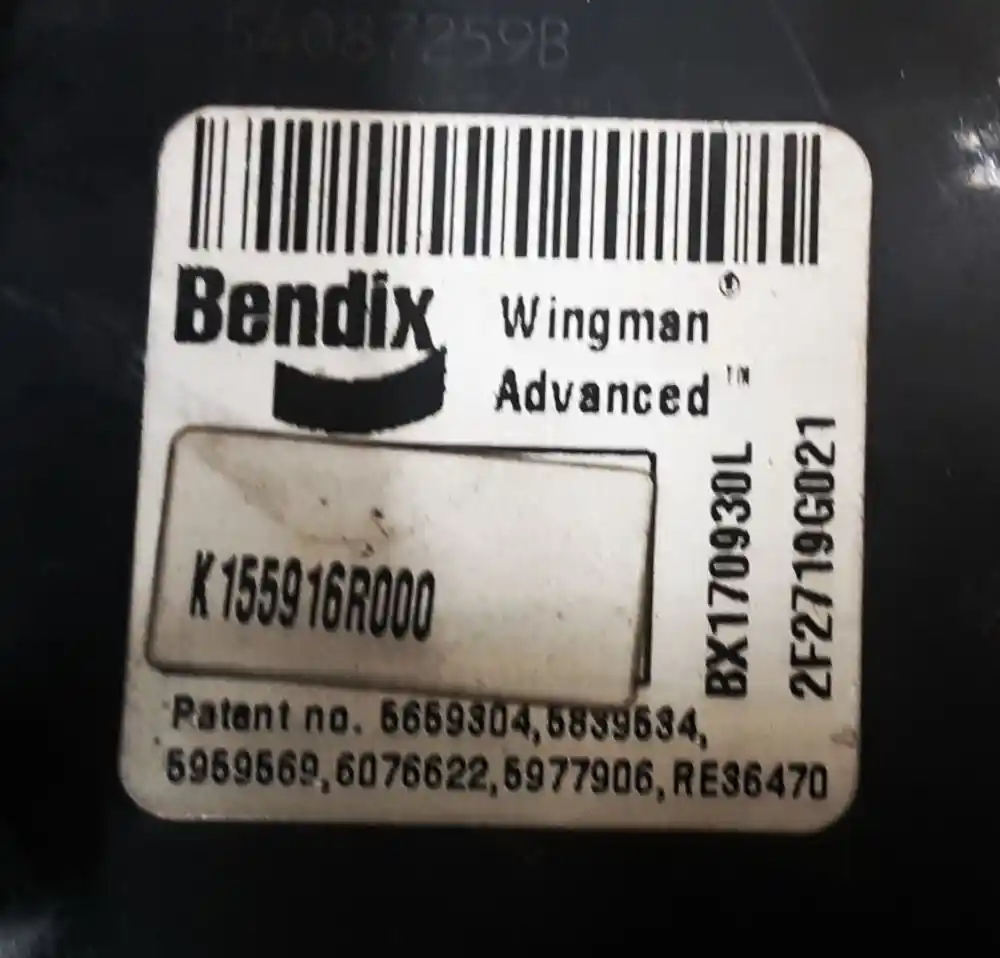 Bendix
Wingman®
Advanced™
K155916R000
BX170930L
2F2719G021
Patent no. 5659304,5839534,
5959569,6076622,5977906,RE36470